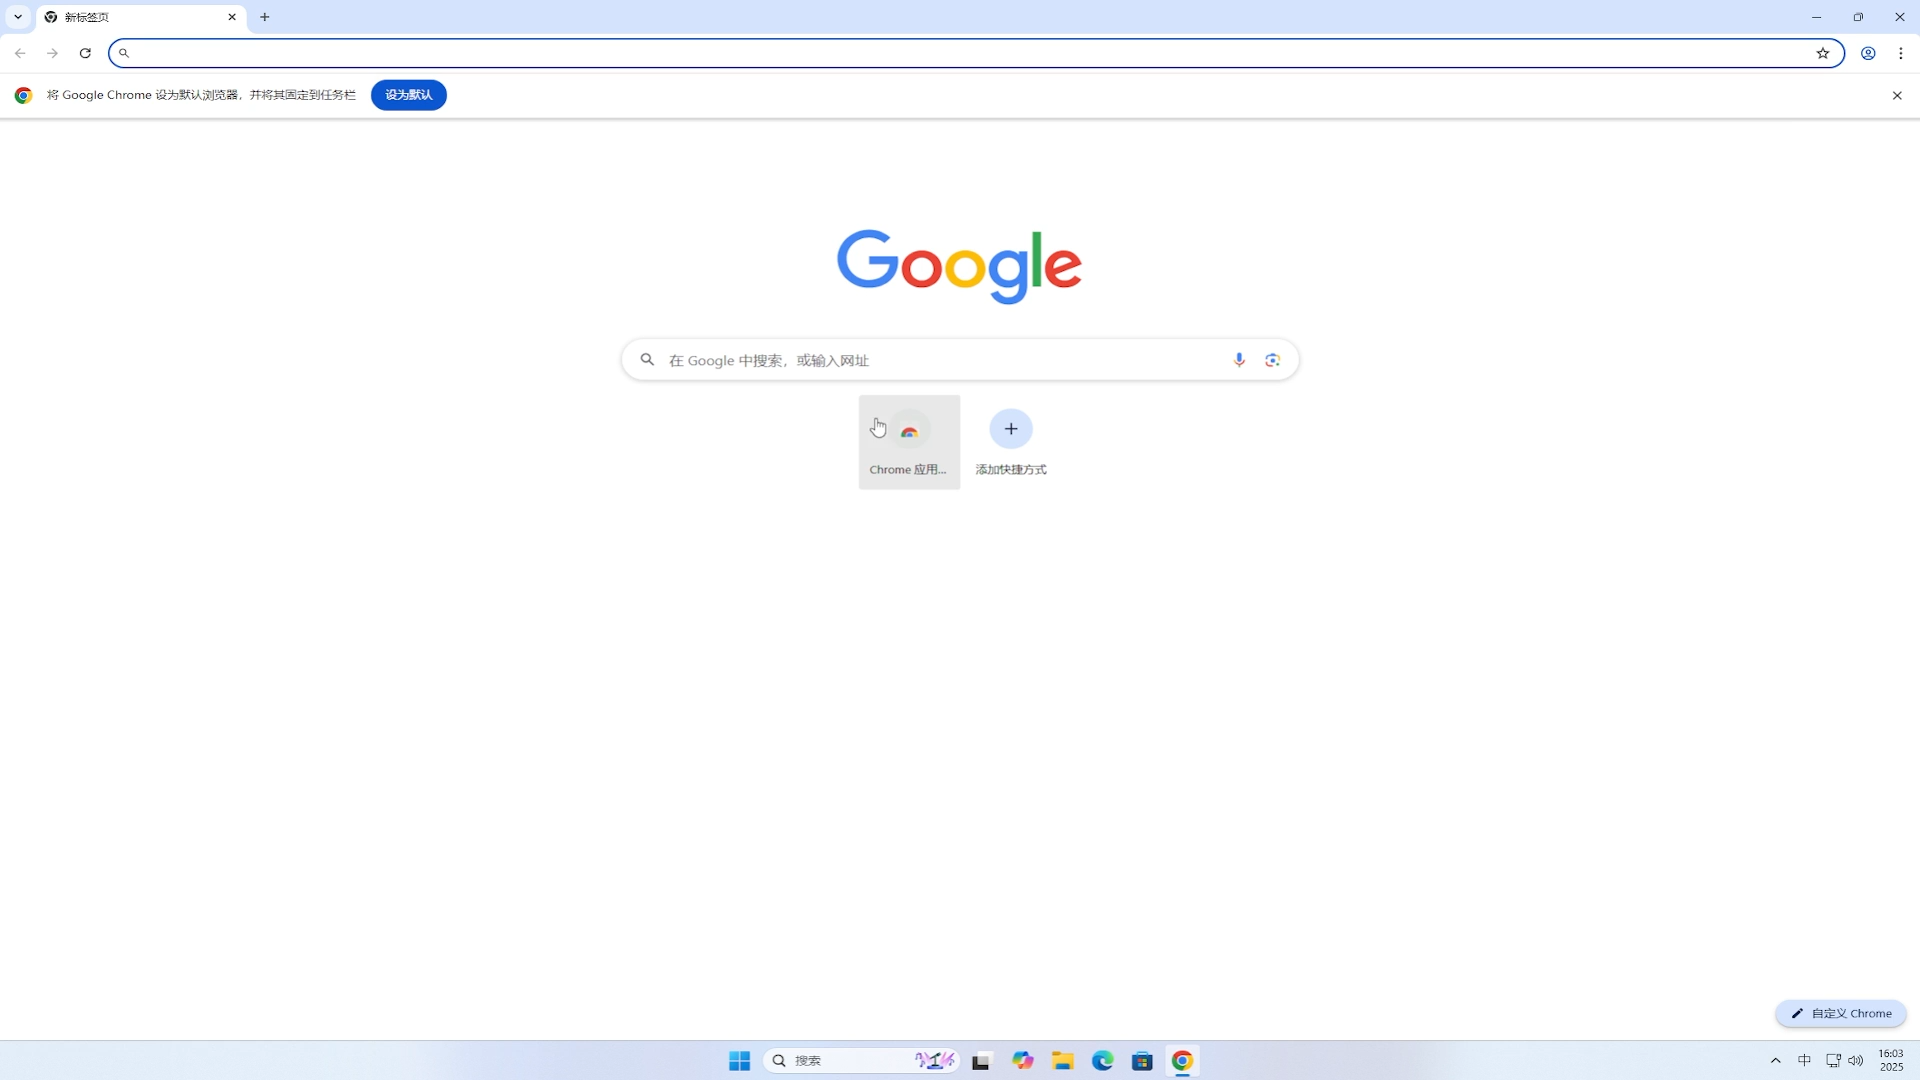 新标签页
将 Google Chrome 设为默认浏览器，并将其固定到任务栏 设为默认
Google
在 Google 中搜索，或输入网址
Chrome 应用... 添加快捷方式
自定义 Chrome
搜索
中
16:03
2025